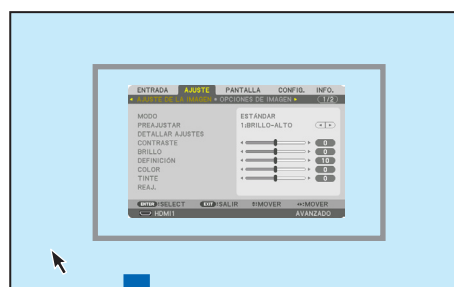 ENTRADA AJUSTE PANTALLA CONFIG. INFO.
• AJUSTE DE LA IMAGEN • OPCIONES DE IMAGEN • (1/2)
MODO ESTÁNDAR
PREAJUSTAR 1:BRILLO-ALTO
DETALLAR AJUSTES
CONTRASTE 0
BRILLO 0
DEFINICIÓN 10
COLOR 0
TINTE 0
REAJ.
ENTER :SELECT EXIT :SALIR ↕:MOVER ↔:MOVER
HDMI1 AVANZADO